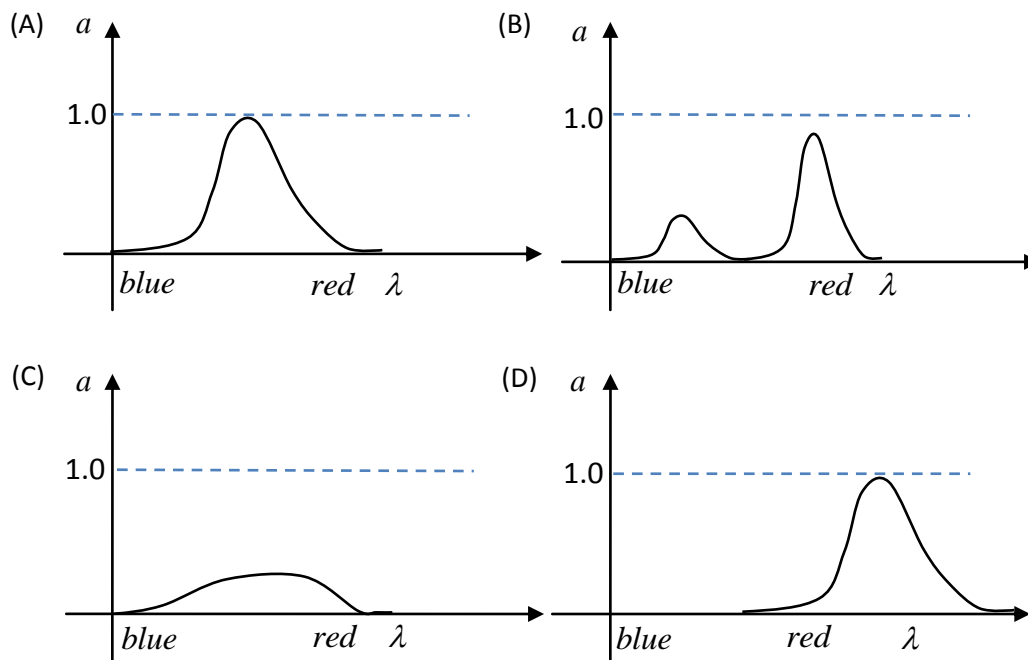 (A) a
1.0
blue red λ
(B) a
1.0
blue red λ
(C) a
1.0
blue red λ
(D) a
1.0
blue red λ